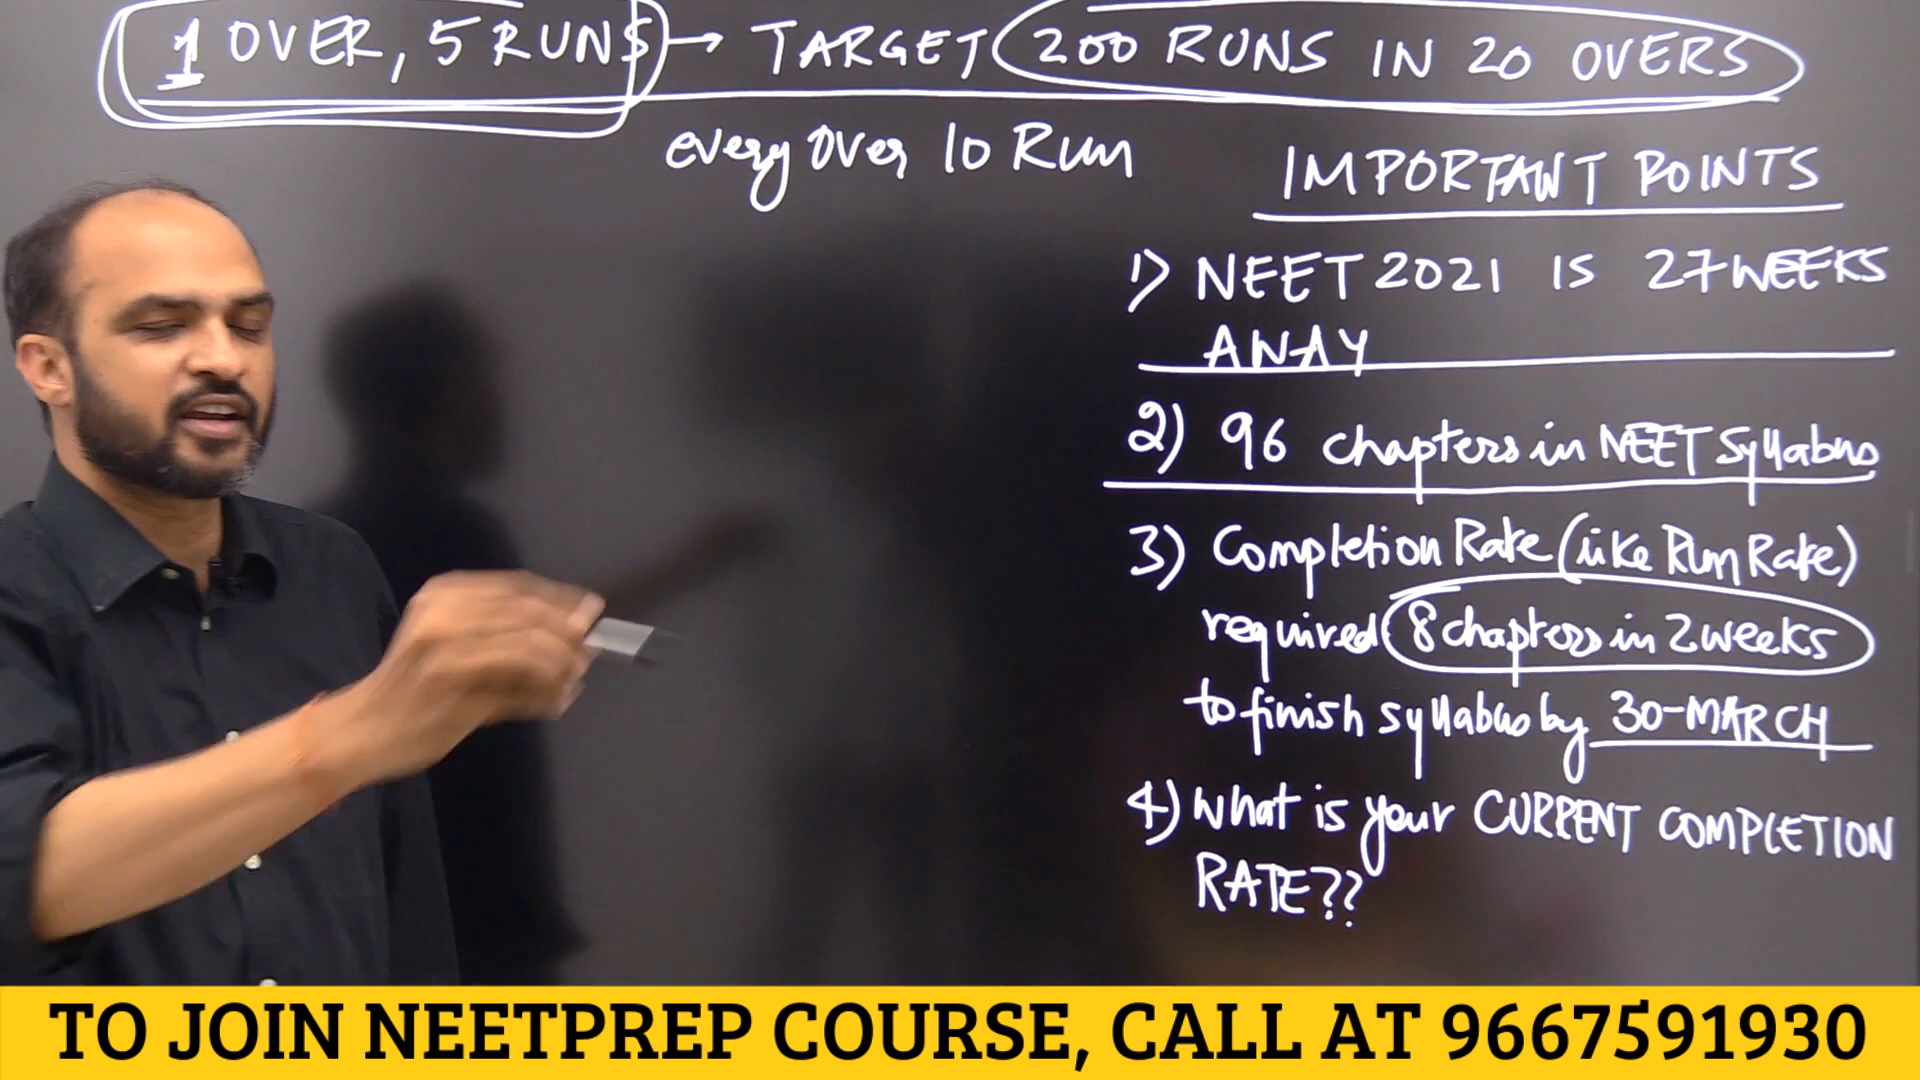 1 OVER, 5 RUNS → TARGET 200 RUNS IN 20 OVERS
every over 10 Run
IMPORTANT POINTS
1) NEET 2021 IS 27 WEEKS
AWAY
2) 96 chapters in NEET Syllabus
3) Completion Rate (like Run Rate)
required 8 chapters in 2 weeks
to finish syllabus by 30-MARCH
4) What is your CURRENT COMPLETION
RATE??
TO JOIN NEETPREP COURSE, CALL AT 9667591930